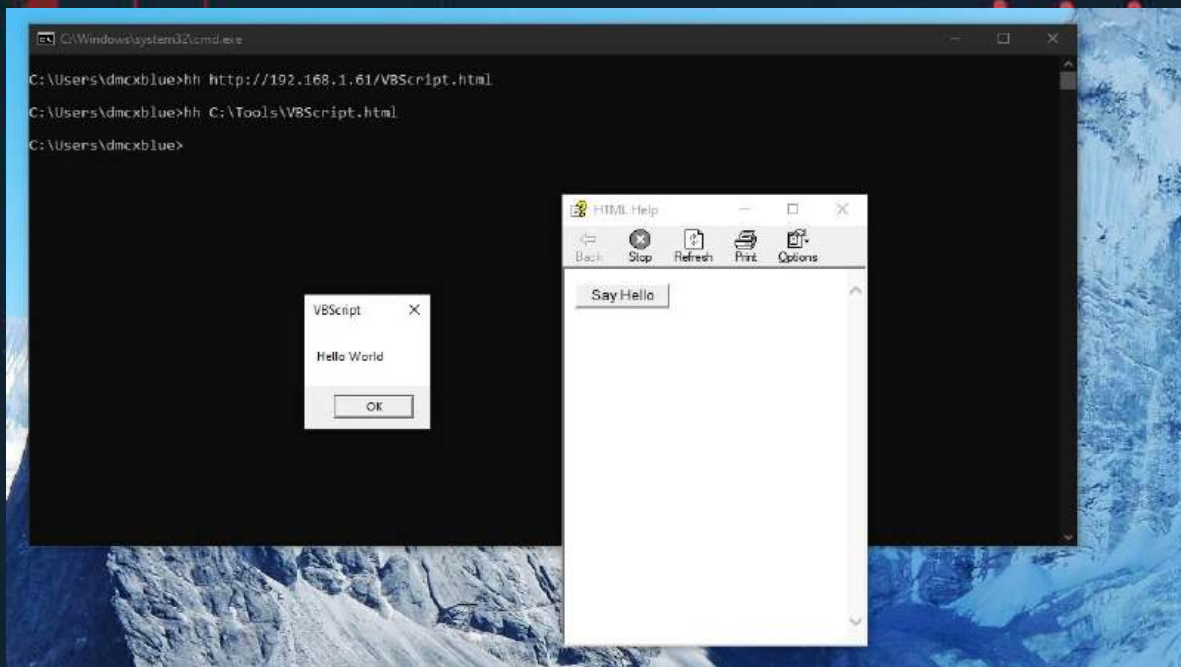 C:\Windows\system32\cmd.exe
C:\Users\dmcxblue>hh http://192.168.1.61/VBScript.html
C:\Users\dmcxblue>hh C:\Tools\VBScript.html
C:\Users\dmcxblue>
HTML Help
Back Stop Refresh Print Options
Say Hello
VBScript
Hello World
OK